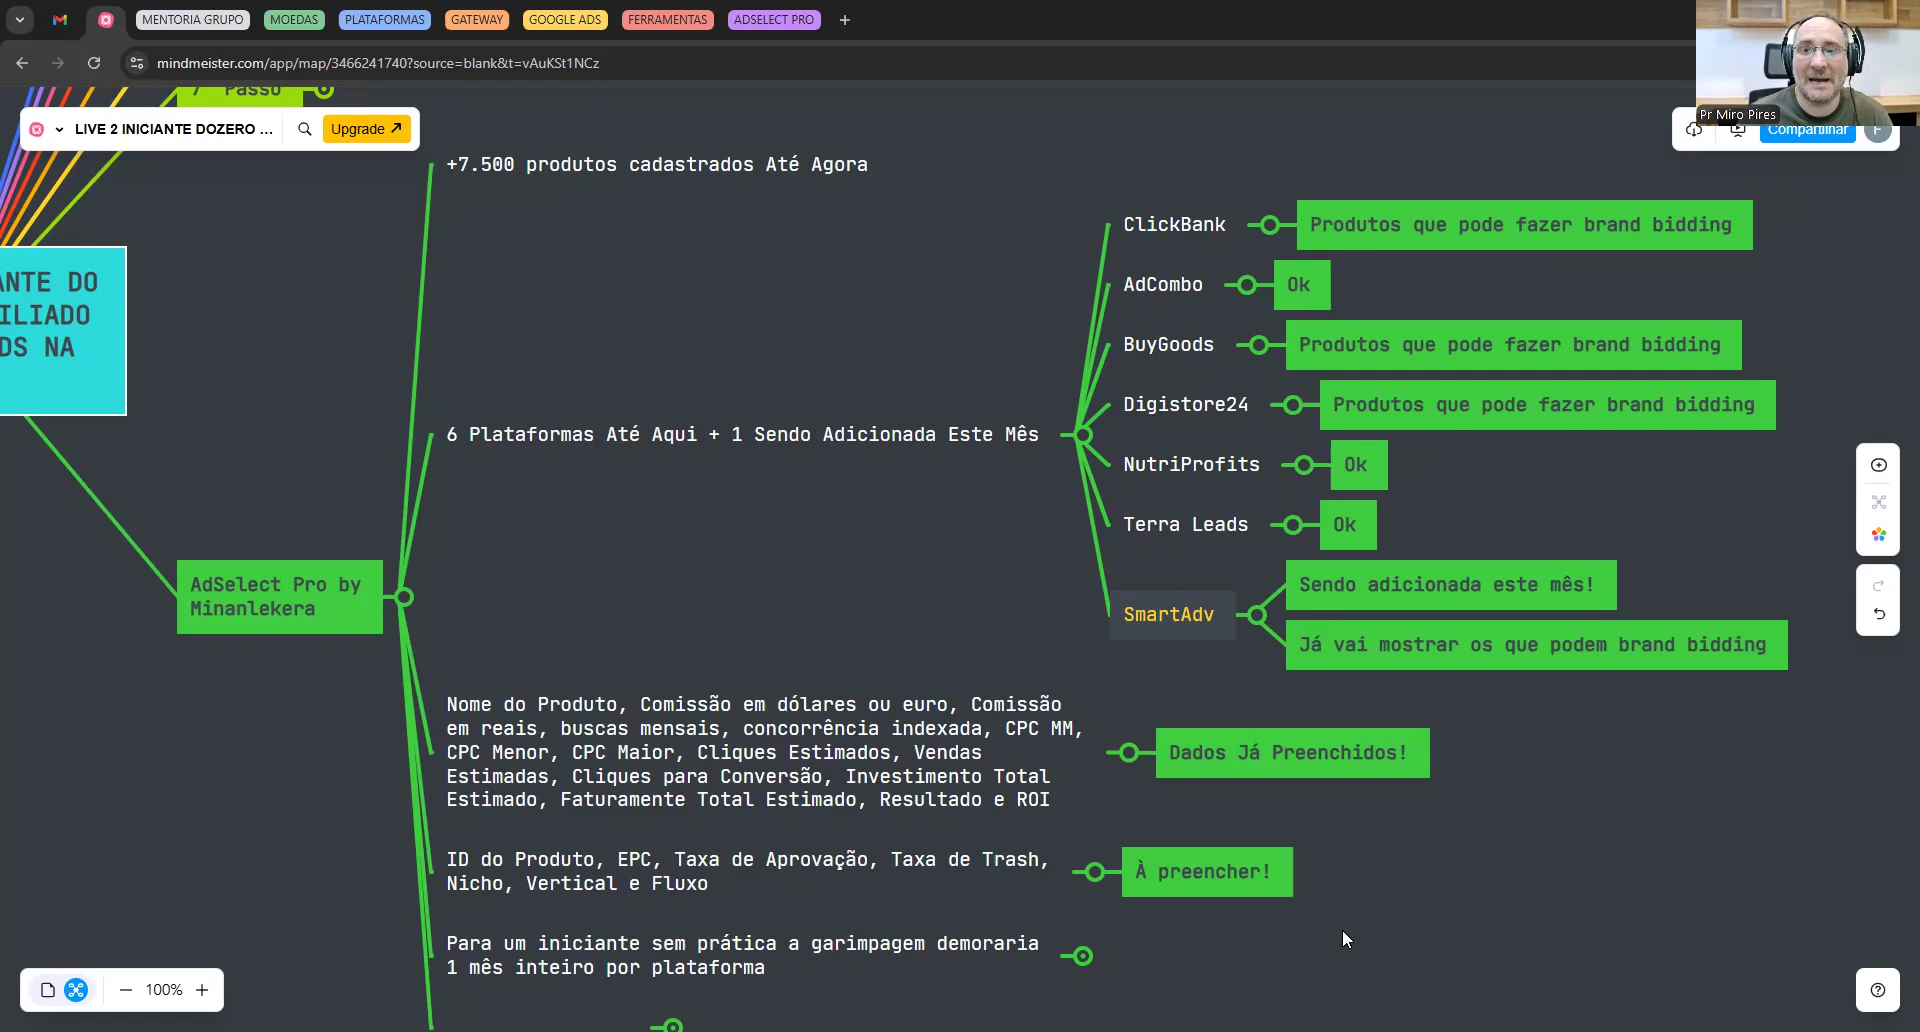 MENTORIA GRUPO
MOEDAS
PLATAFORMAS
GATEWAY
GOOGLE ADS
FERRAMENTAS
ADSELECT PRO
mindmeister.com/app/map/3466241740?source=blank&t=vAuKSt1NCz
Pr Miro Pires
7° Passo
LIVE 2 INICIANTE DOZERO ...
Upgrade
Compartilhar
F
+7.500 produtos cadastrados Até Agora
ANTE DO
ILIADO
DS NA
ClickBank
Produtos que pode fazer brand bidding
AdCombo
Ok
BuyGoods
Produtos que pode fazer brand bidding
Digistore24
Produtos que pode fazer brand bidding
6 Plataformas Até Aqui + 1 Sendo Adicionada Este Mês
NutriProfits
Ok
Terra Leads
Ok
SmartAdv
Sendo adicionada este mês!
Já vai mostrar os que podem brand bidding
AdSelect Pro by
Minanlekera
Nome do Produto, Comissão em dólares ou euro, Comissão
em reais, buscas mensais, concorrência indexada, CPC MM,
CPC Menor, CPC Maior, Cliques Estimados, Vendas
Estimadas, Cliques para Conversão, Investimento Total
Estimado, Faturamente Total Estimado, Resultado e ROI
Dados Já Preenchidos!
ID do Produto, EPC, Taxa de Aprovação, Taxa de Trash,
Nicho, Vertical e Fluxo
À preencher!
Para um iniciante sem prática a garimpagem demoraria
1 mês inteiro por plataforma
100%